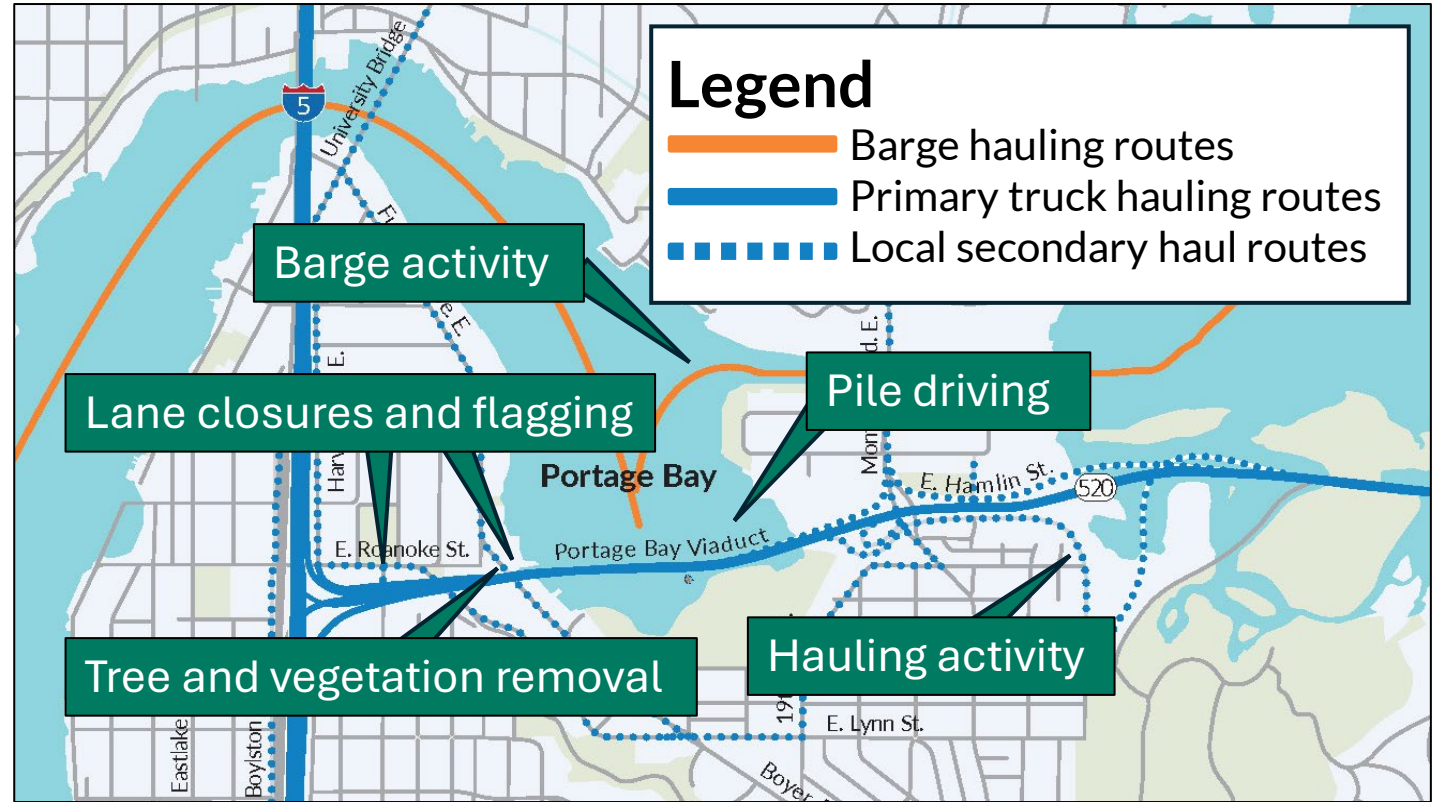 Legend
Barge hauling routes
Primary truck hauling routes
Local secondary haul routes
5
University Bridge
Barge activity
E.
e. E.
d. E.
Lane closures and flagging
Pile driving
Portage Bay
E. Hamlin St.
520
E. Roanoke St.
Portage Bay Viaduct
Tree and vegetation removal
Hauling activity
E. Lynn St.
Eastlake
Boylston
Boyer